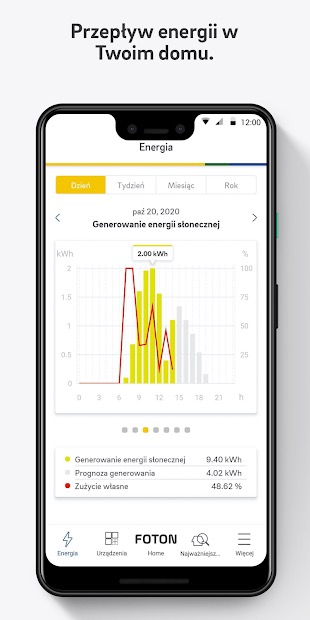 Przepływ energii w
Twoim domu.
12:00
Energia
Dzień Tydzień Miesiąc Rok
paź 20, 2020
Generowanie energii słonecznej
kWh 2.00 kWh %
2 100
1.5 75
1 50
0.5 25
0
0 3 6 9 12 15 18 21 h
Generowanie energii słonecznej 9.40 kWh
Prognoza generowania 4.02 kWh
Zużycie własne 48.62 %
Energia Urządzenia FOTON Home Najważniejsz... Więcej